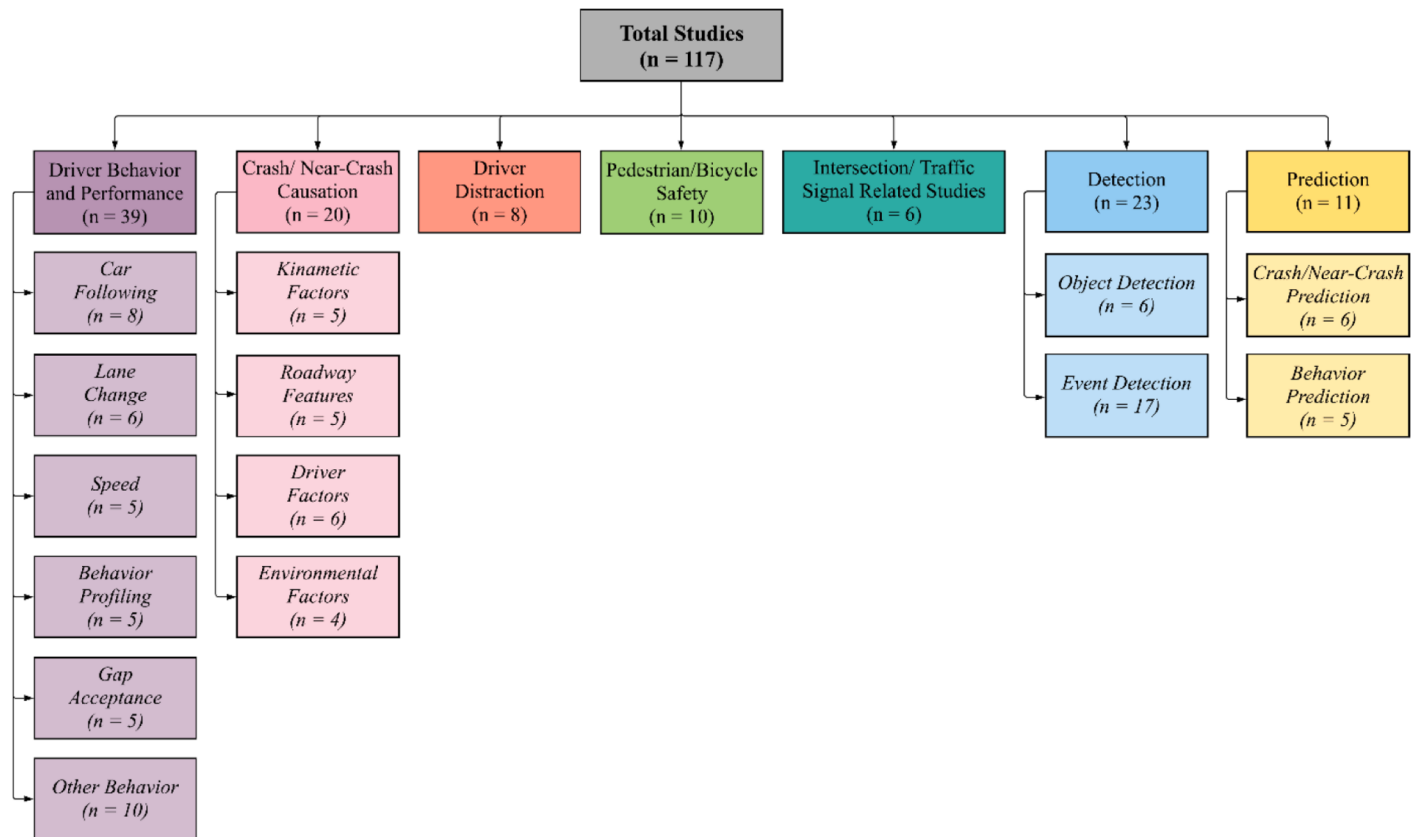 Total Studies
(n = 117)
Driver Behavior
and Performance
(n = 39)
Car
Following
(n = 8)
Lane
Change
(n = 6)
Speed
(n = 5)
Behavior
Profiling
(n = 5)
Gap
Acceptance
(n = 5)
Other Behavior
(n = 10)
Crash/ Near-Crash
Causation
(n = 20)
Kinametic
Factors
(n = 5)
Roadway
Features
(n = 5)
Driver
Factors
(n = 6)
Environmental
Factors
(n = 4)
Driver
Distraction
(n = 8)
Pedestrian/Bicycle
Safety
(n = 10)
Intersection/ Traffic
Signal Related Studies
(n = 6)
Detection
(n = 23)
Object Detection
(n = 6)
Event Detection
(n = 17)
Prediction
(n = 11)
Crash/Near-Crash
Prediction
(n = 6)
Behavior
Prediction
(n = 5)